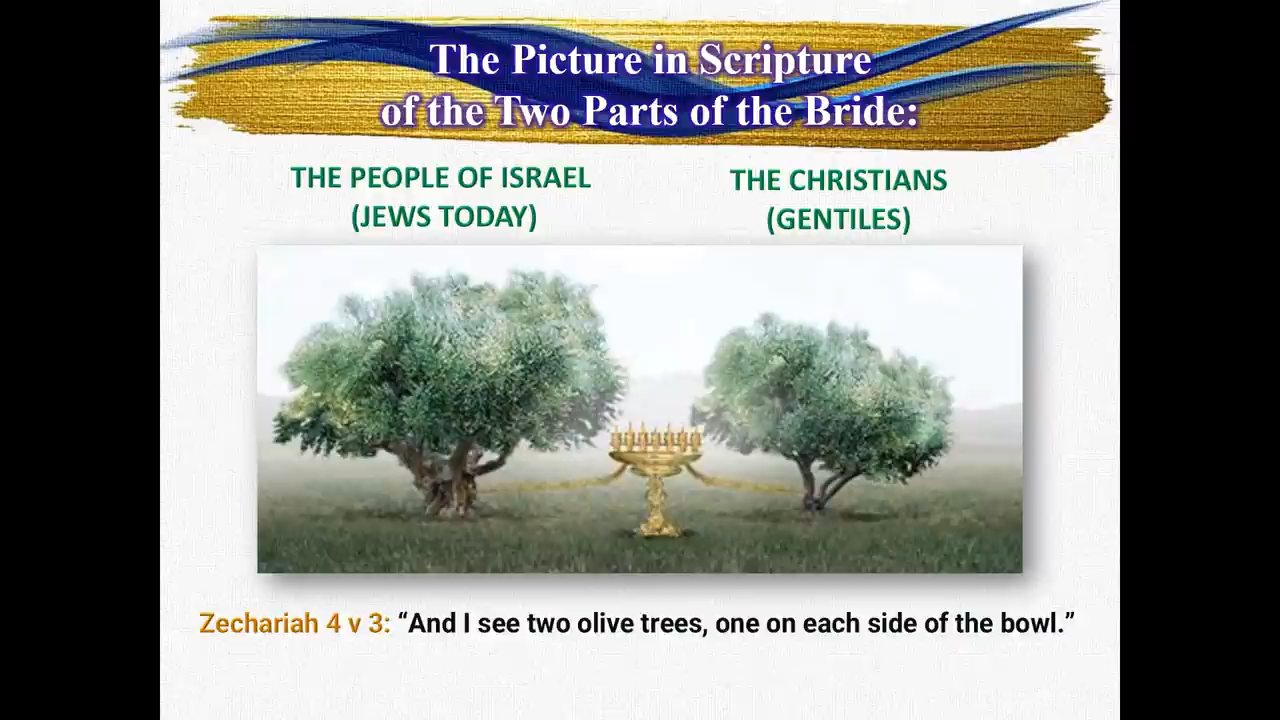 The Picture in Scripture
of the Two Parts of the Bride:
THE PEOPLE OF ISRAEL
(JEWS TODAY)
THE CHRISTIANS
(GENTILES)
Zechariah 4 v 3: “And I see two olive trees, one on each side of the bowl.”